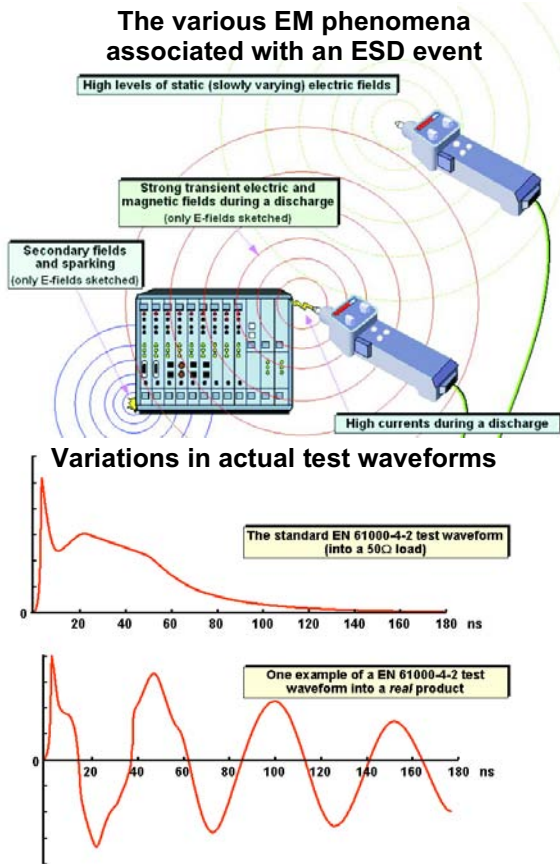 The various EM phenomena
associated with an ESD event
High levels of static (slowly varying) electric fields
Strong transient electric and
magnetic fields during a discharge
(only E-fields sketched)
Secondary fields
and sparking
(only E-fields sketched)
High currents during a discharge
Variations in actual test waveforms
The standard EN 61000-4-2 test waveform
(into a 50Ω load)
0
20 40 60 80 100 120 140 160 180 ns
One example of a EN 61000-4-2 test
waveform into a real product
0
20 40 60 80 100 120 140 160 180 ns